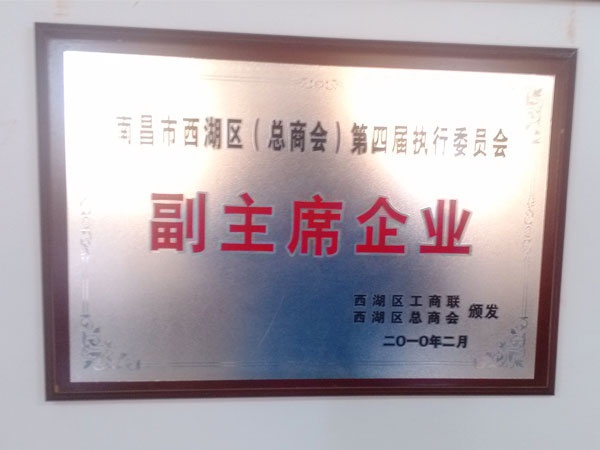 南昌市西湖区（总商会）第四届执行委员会
副主席企业
西湖区工商联
西湖区总商会 颁发
二〇一〇年二月